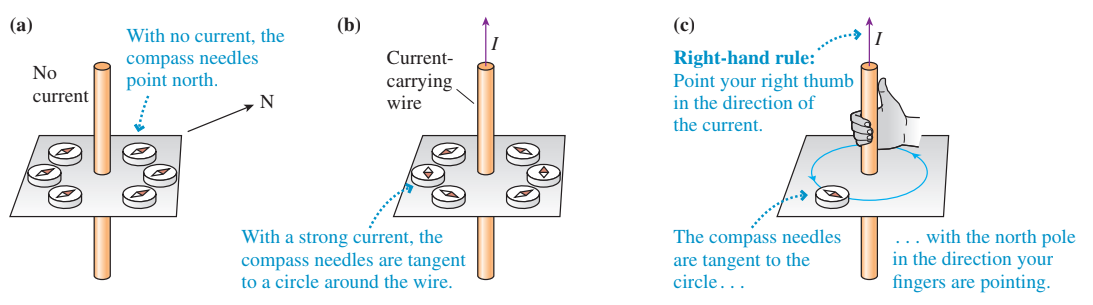 (a)
With no current, the
compass needles
point north.
No
current
N
(b)
I
Current-
carrying
wire
With a strong current, the
compass needles are tangent
to a circle around the wire.
(c)
I
Right-hand rule:
Point your right thumb
in the direction of
the current.
The compass needles
are tangent to the
circle . . .
. . . with the north pole
in the direction your
fingers are pointing.